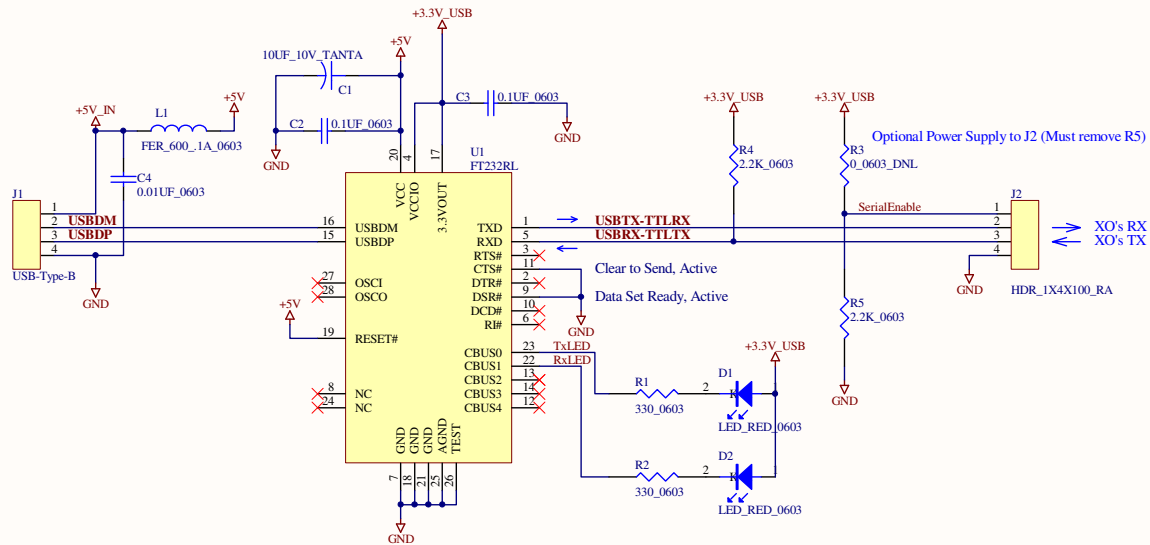 +3.3V_USB
+5V
10UF_10V_TANTA
C1
C2
0.1UF_0603
C3
0.1UF_0603
GND
GND
+5V_IN
L1
+5V
FER_600_.1A_0603
C4
0.01UF_0603
J1
1
2
3
4
USBDM
USBDP
USB-Type-B
GND
+5V
U1
FT232RL
20
4
17
VCC
VCCIO
3.3VOUT
16
USBDM
15
USBDP
27
OSCI
28
OSCO
19
RESET#
8
NC
24
NC
TXD
1
RXD
5
RTS#
3
CTS#
11
DTR#
2
DSR#
9
DCD#
10
RI#
6
CBUS0
23
CBUS1
22
CBUS2
13
CBUS3
14
CBUS4
12
GND
GND
GND
AGND
TEST
7
18
21
25
26
GND
USBTX-TTLRX
USBRX-TTLTX
Clear to Send, Active
Data Set Ready, Active
GND
TxLED
RxLED
R1
330_0603
R2
330_0603
+3.3V_USB
D1
2
K
1
LED_RED_0603
D2
2
K
1
LED_RED_0603
+3.3V_USB
R4
2.2K_0603
+3.3V_USB
R3
0_0603_DNL
Optional Power Supply to J2 (Must remove R5)
SerialEnable
R5
2.2K_0603
GND
J2
1
2
3
4
GND
HDR_1X4X100_RA
XO's RX
XO's TX